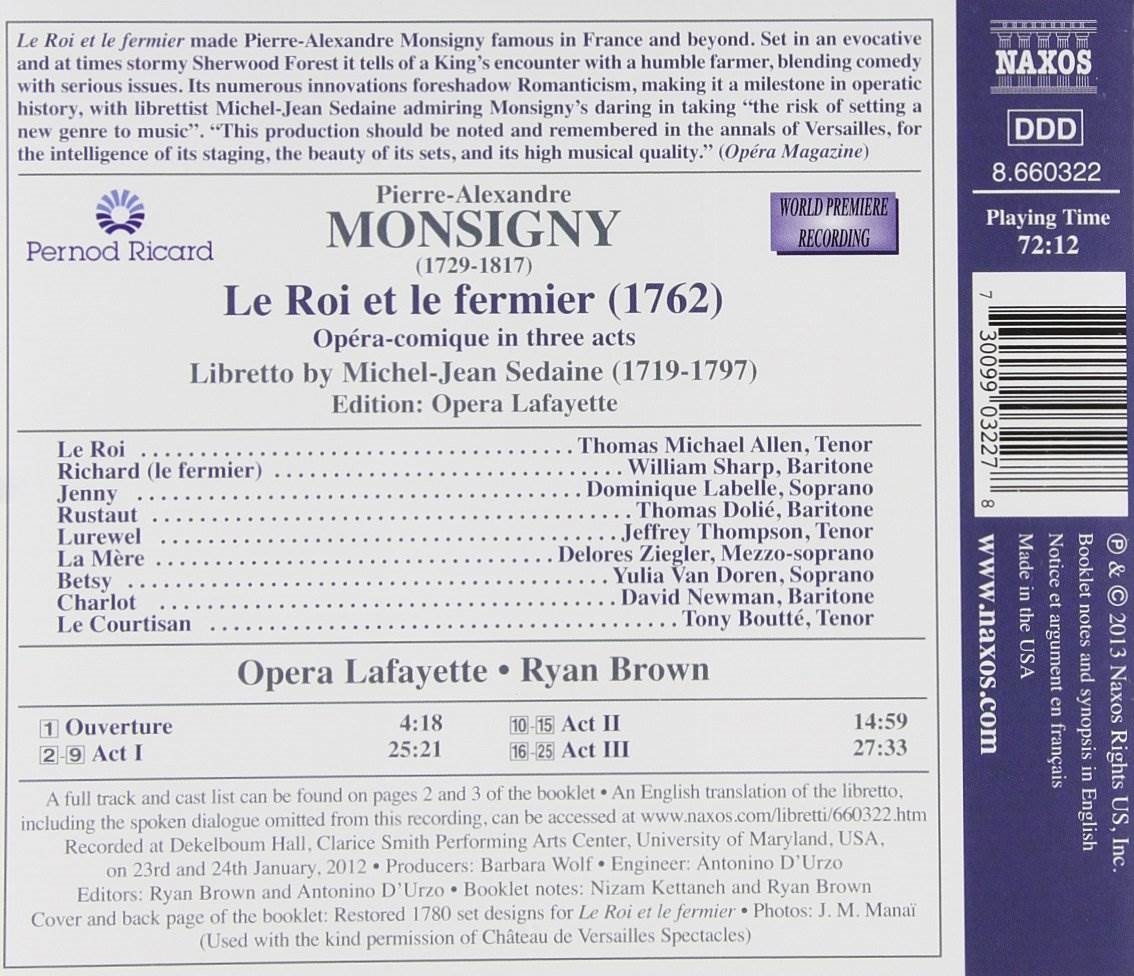 Le Roi et le fermier made Pierre-Alexandre Monsigny famous in France and beyond. Set in an evocative
and at times stormy Sherwood Forest it tells of a King's encounter with a humble farmer, blending comedy
with serious issues. Its numerous innovations foreshadow Romanticism, making it a milestone in operatic
history, with librettist Michel-Jean Sedaine admiring Monsigny's daring in taking “the risk of setting a
new genre to music”. “This production should be noted and remembered in the annals of Versailles, for
the intelligence of its staging, the beauty of its sets, and its high musical quality.” (Opéra Magazine)
Pernod Ricard
Pierre-Alexandre
MONSIGNY
(1729-1817)
WORLD PREMIERE
RECORDING
Le Roi et le fermier (1762)
Opéra-comique in three acts
Libretto by Michel-Jean Sedaine (1719-1797)
Edition: Opera Lafayette
Le Roi . . . . . . . . . . . . . . . . . . . . Thomas Michael Allen, Tenor
Richard (le fermier) . . . . . . . . . . . . . . . . . . . . William Sharp, Baritone
Jenny . . . . . . . . . . . . . . . . . . . . Dominique Labelle, Soprano
Rustaut . . . . . . . . . . . . . . . . . . . . Thomas Dolié, Baritone
Lurewel . . . . . . . . . . . . . . . . . . . . Jeffrey Thompson, Tenor
La Mère . . . . . . . . . . . . . . . . . . . . Delores Ziegler, Mezzo-soprano
Betsy . . . . . . . . . . . . . . . . . . . . Yulia Van Doren, Soprano
Charlot . . . . . . . . . . . . . . . . . . . . David Newman, Baritone
Le Courtisan . . . . . . . . . . . . . . . . . . . . Tony Boutté, Tenor
Opera Lafayette • Ryan Brown
1 Ouverture 4:18
2-9 Act I 25:21
10-15 Act II 14:59
16-25 Act III 27:33
A full track and cast list can be found on pages 2 and 3 of the booklet • An English translation of the libretto,
including the spoken dialogue omitted from this recording, can be accessed at www.naxos.com/libretti/660322.htm
Recorded at Dekelboum Hall, Clarice Smith Performing Arts Center, University of Maryland, USA,
on 23rd and 24th January, 2012 • Producers: Barbara Wolf • Engineer: Antonino D'Urzo
Editors: Ryan Brown and Antonino D'Urzo • Booklet notes: Nizam Kettaneh and Ryan Brown
Cover and back page of the booklet: Restored 1780 set designs for Le Roi et le fermier • Photos: J. M. Manaï
(Used with the kind permission of Château de Versailles Spectacles)
NAXOS
DDD
8.660322
Playing Time
72:12
7 30099 03227 8
℗ & © 2013 Naxos Rights US, Inc.
Booklet notes and synopsis in English
Notice et argument en français
Made in the USA
www.naxos.com